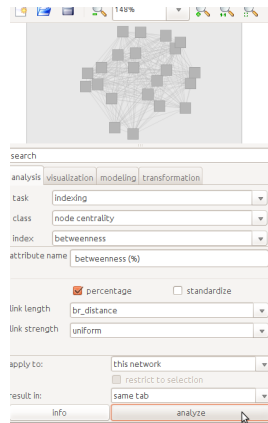 148%
search
analysis visualization modeling transformation
task indexing
class node centrality
index betweenness
attribute name betweenness (%)
percentage standardize
link length br_distance
link strength uniform
apply to: this network
restrict to selection
result in: same tab
info analyze